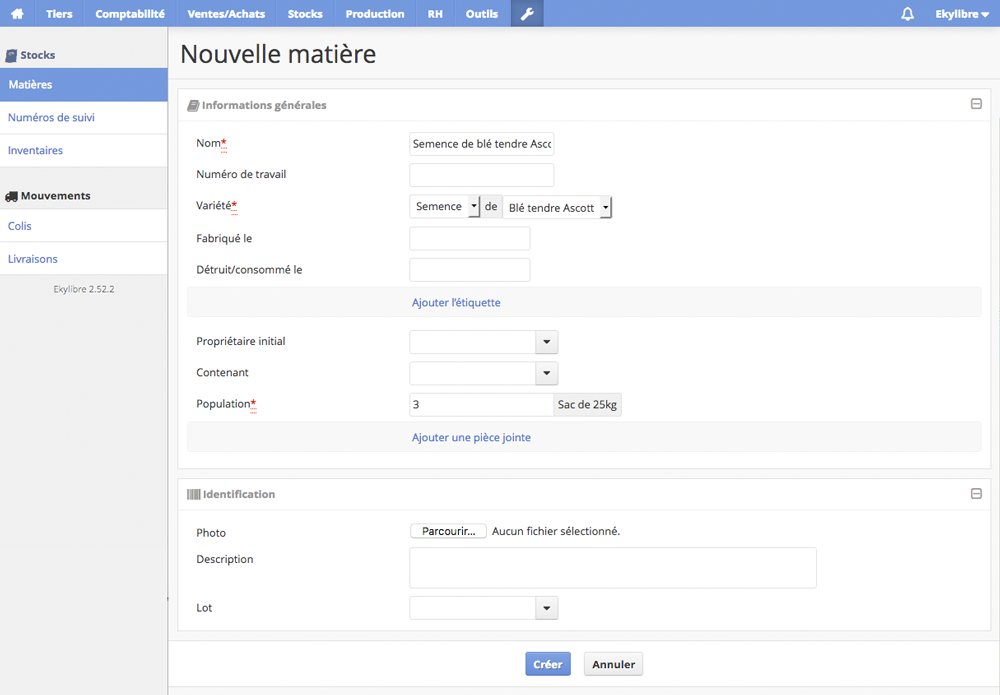 Tiers Comptabilité Ventes/Achats Stocks Production RH Outils Ekylibre
Stocks
Matières
Numéros de suivi
Inventaires
Mouvements
Colis
Livraisons
Ekylibre 2.52.2
Nouvelle matière
Informations générales
Nom* Semence de blé tendre Asco
Numéro de travail
Variété* Semence de Blé tendre Ascott
Fabriqué le
Détruit/consommé le
Ajouter l'étiquette
Propriétaire initial
Contenant
Population* 3 Sac de 25kg
Ajouter une pièce jointe
Identification
Photo Parcourir... Aucun fichier sélectionné.
Description
Lot
Créer Annuler